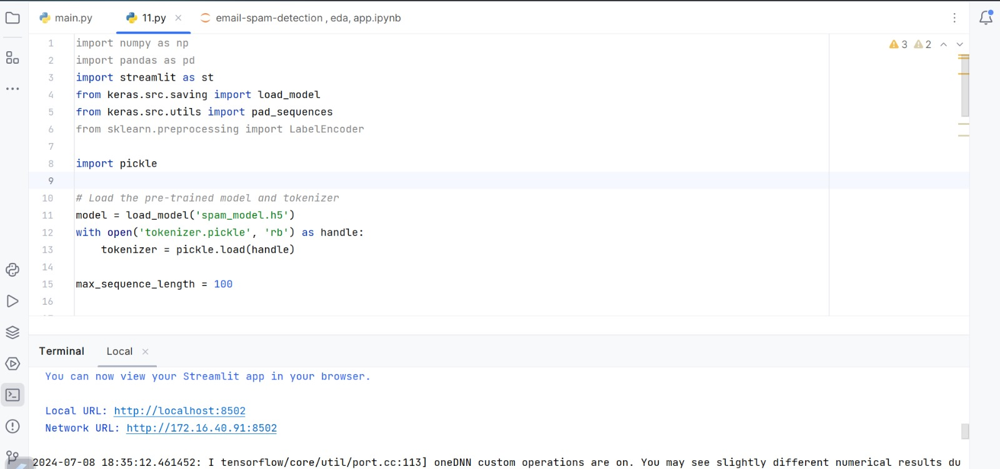 main.py 11.py email-spam-detection , eda, app.ipynb
3 2
1 import numpy as np
2 import pandas as pd
3 import streamlit as st
4 from keras.src.saving import load_model
5 from keras.src.utils import pad_sequences
6 from sklearn.preprocessing import LabelEncoder
7
8 import pickle
9
10 # Load the pre-trained model and tokenizer
11 model = load_model('spam_model.h5')
12 with open('tokenizer.pickle', 'rb') as handle:
13     tokenizer = pickle.load(handle)
14
15 max_sequence_length = 100
16
Terminal Local
You can now view your Streamlit app in your browser.
Local URL: http://localhost:8502
Network URL: http://172.16.40.91:8502
2024-07-08 18:35:12.461452: I tensorflow/core/util/port.cc:113] oneDNN custom operations are on. You may see slightly different numerical results du